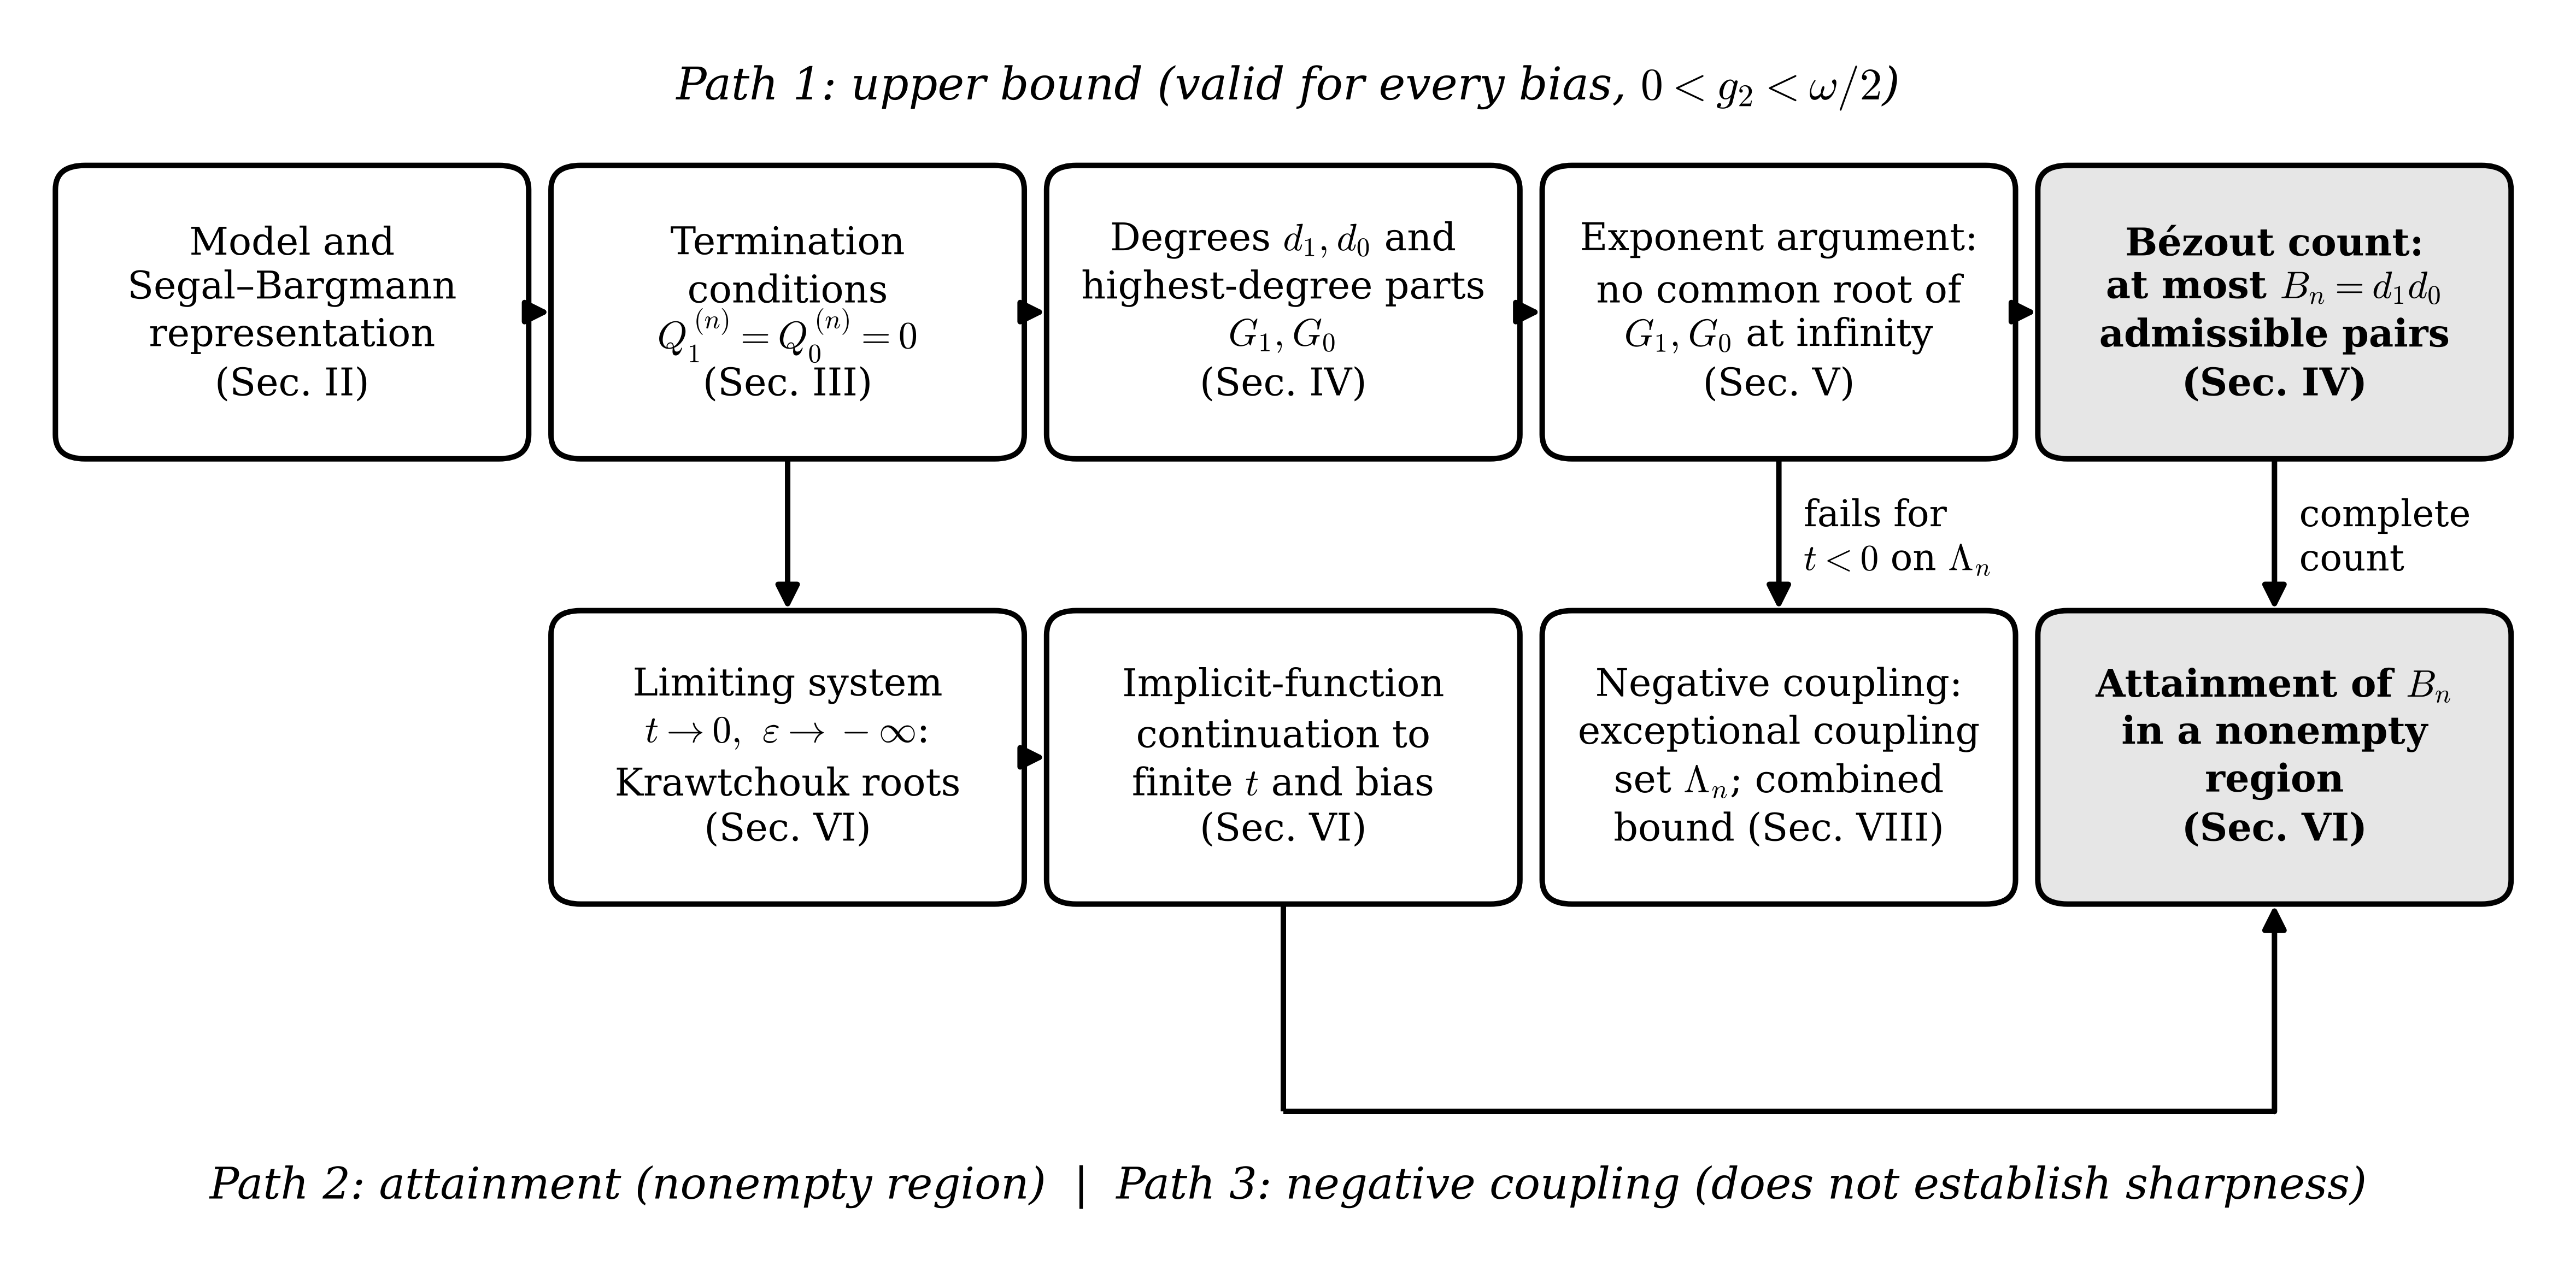 Path 1: upper bound (valid for every bias, 0 < g₂ < ω/2)
Model and
Segal–Bargmann
representation
(Sec. II)
Termination
conditions
Q₁⁽ⁿ⁾ = Q₀⁽ⁿ⁾ = 0
(Sec. III)
Degrees d₁, d₀ and
highest-degree parts
G₁, G₀
(Sec. IV)
Exponent argument:
no common root of
G₁, G₀ at infinity
(Sec. V)
Bézout count:
at most Bₙ = d₁d₀
admissible pairs
(Sec. IV)
fails for
t < 0 on Λₙ
complete
count
Limiting system
t → 0, ε → −∞:
Krawtchouk roots
(Sec. VI)
Implicit-function
continuation to
finite t and bias
(Sec. VI)
Negative coupling:
exceptional coupling
set Λₙ; combined
bound (Sec. VIII)
Attainment of Bₙ
in a nonempty
region
(Sec. VI)
Path 2: attainment (nonempty region) | Path 3: negative coupling (does not establish sharpness)